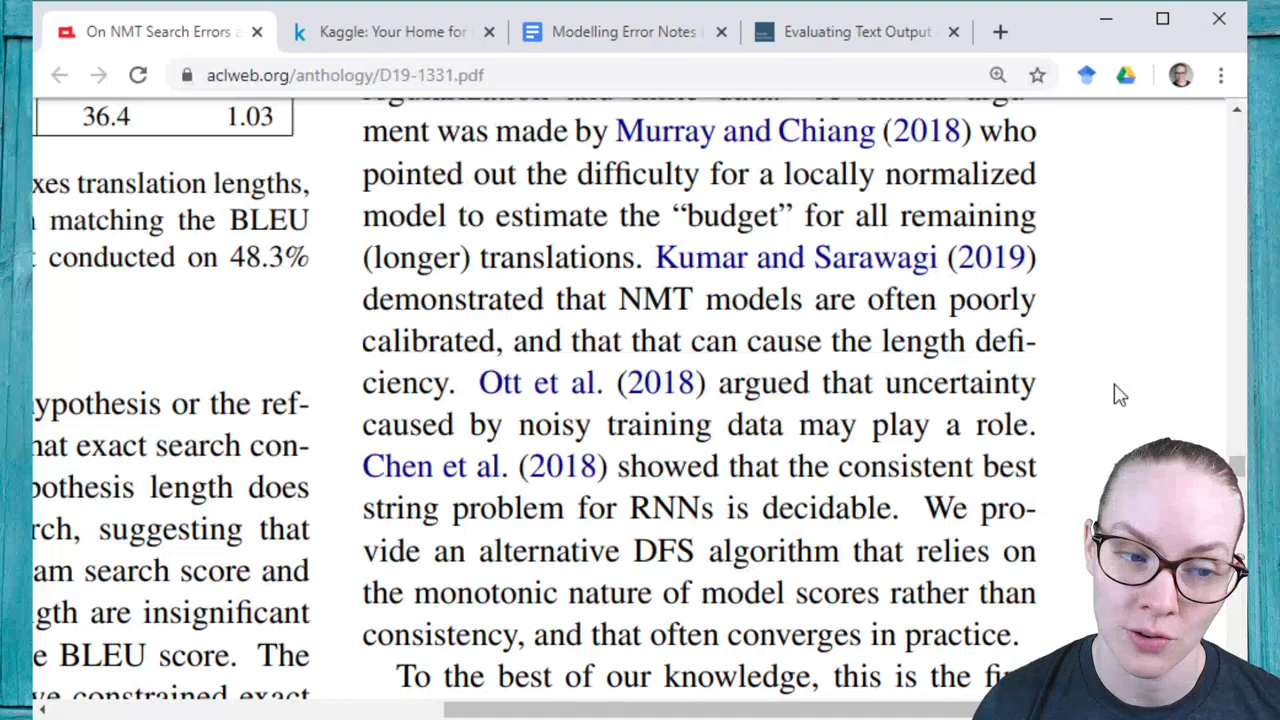 On NMT Search Errors a
Kaggle: Your Home for
Modelling Error Notes
Evaluating Text Output
aclweb.org/anthology/D19-1331.pdf
36.4 1.03
xes translation lengths,
matching the BLEU
conducted on 48.3%
ypothesis or the ref-
hat exact search con-
pothesis length does
rch, suggesting that
am search score and
gth are insignificant
e BLEU score. The
ve constrained exact
ment was made by Murray and Chiang (2018) who
pointed out the difficulty for a locally normalized
model to estimate the “budget” for all remaining
(longer) translations. Kumar and Sarawagi (2019)
demonstrated that NMT models are often poorly
calibrated, and that that can cause the length defi-
ciency. Ott et al. (2018) argued that uncertainty
caused by noisy training data may play a role.
Chen et al. (2018) showed that the consistent best
string problem for RNNs is decidable. We pro-
vide an alternative DFS algorithm that relies on
the monotonic nature of model scores rather than
consistency, and that often converges in practice.
To the best of our knowledge, this is the fi